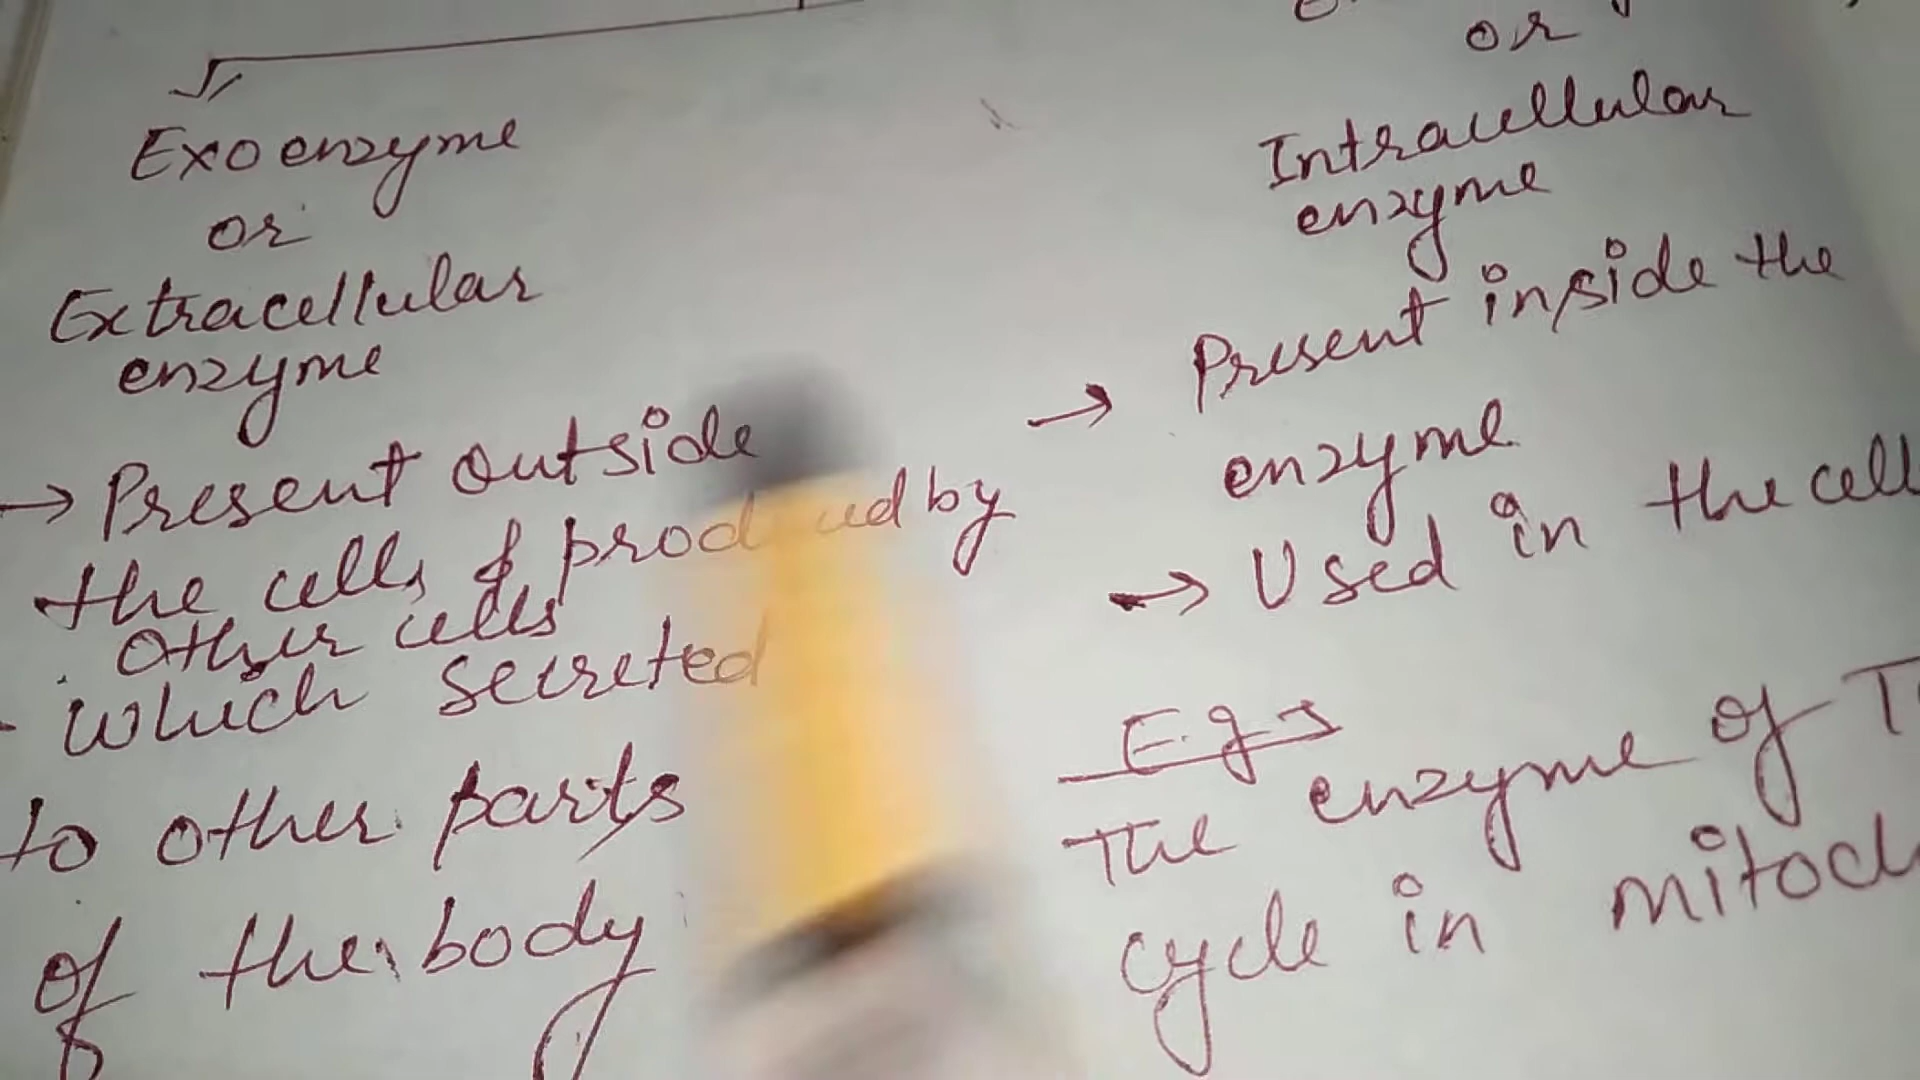 Exoenzyme
or
Extracellular
enzyme
→ Present outside
the cells & produced by
other cells
which secreted
to other parts
of the body
or
Intracellular
enzyme
→ Present inside the
enzyme
→ Used in the cell
Egs
The enzyme of
cycle in